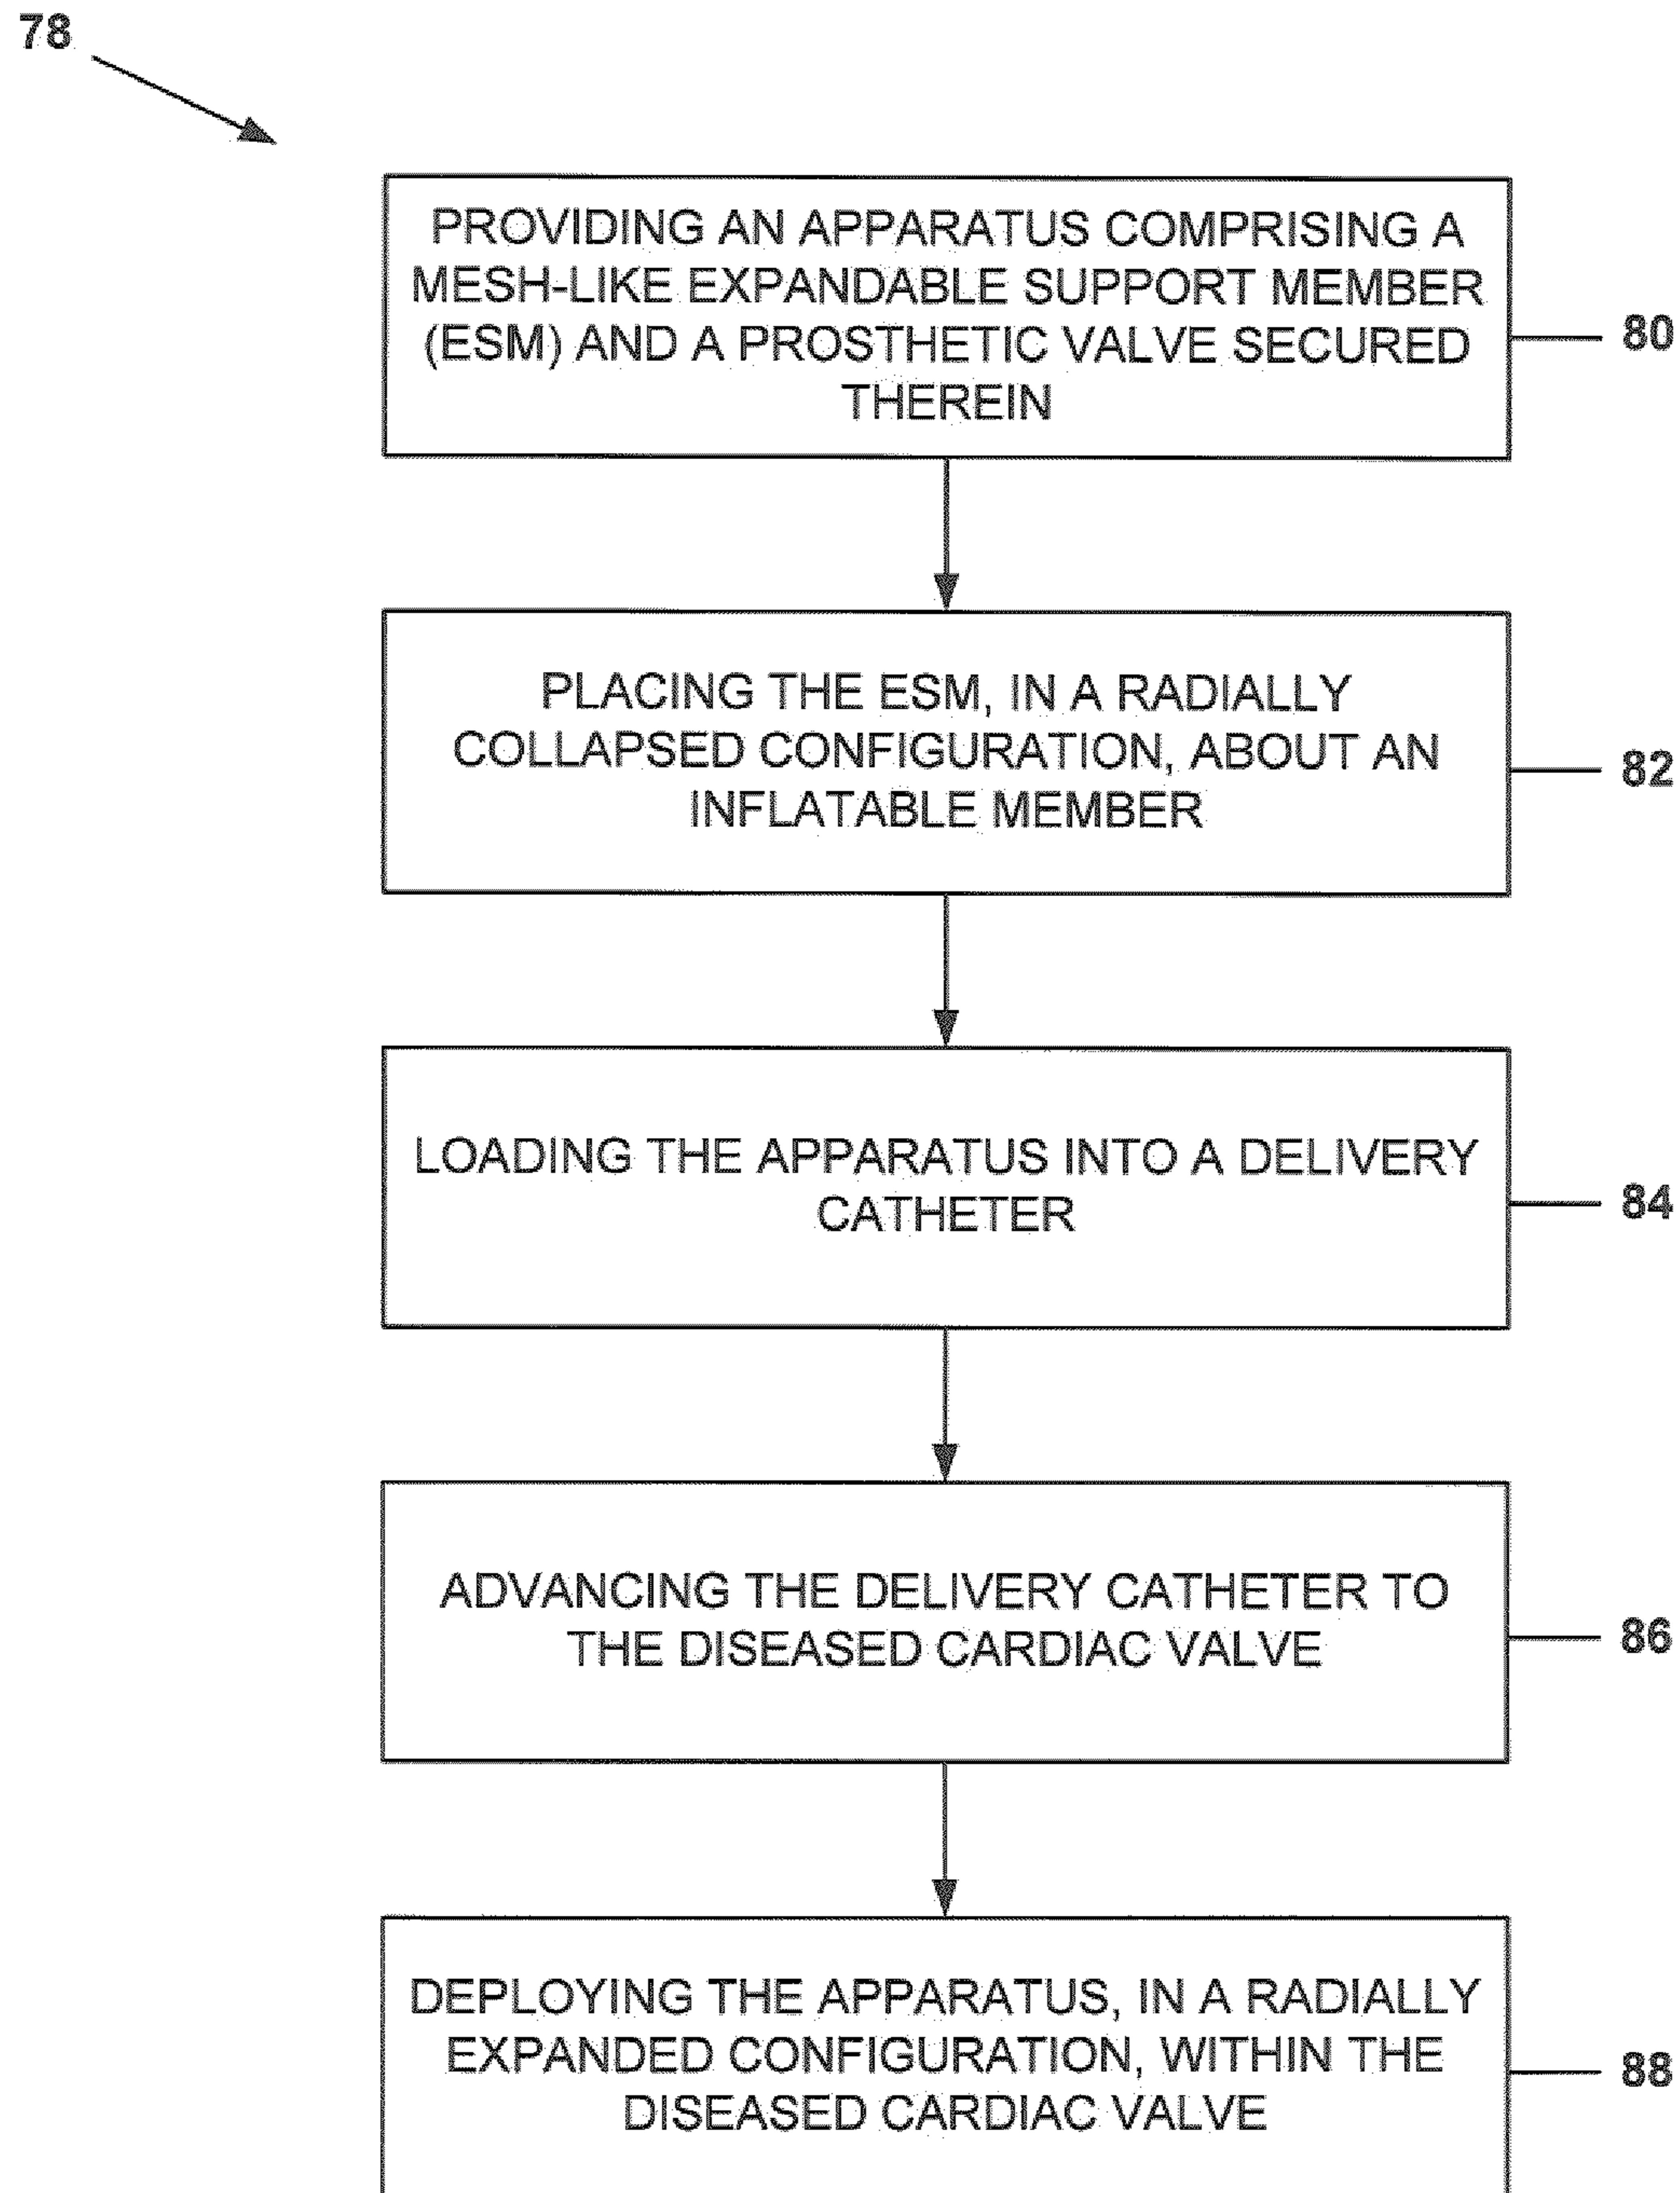 78
PROVIDING AN APPARATUS COMPRISING A
MESH-LIKE EXPANDABLE SUPPORT MEMBER
(ESM) AND A PROSTHETIC VALVE SECURED
THEREIN
80
PLACING THE ESM, IN A RADIALLY
COLLAPSED CONFIGURATION, ABOUT AN
INFLATABLE MEMBER
82
LOADING THE APPARATUS INTO A DELIVERY
CATHETER
84
ADVANCING THE DELIVERY CATHETER TO
THE DISEASED CARDIAC VALVE
86
DEPLOYING THE APPARATUS, IN A RADIALLY
EXPANDED CONFIGURATION, WITHIN THE
DISEASED CARDIAC VALVE
88